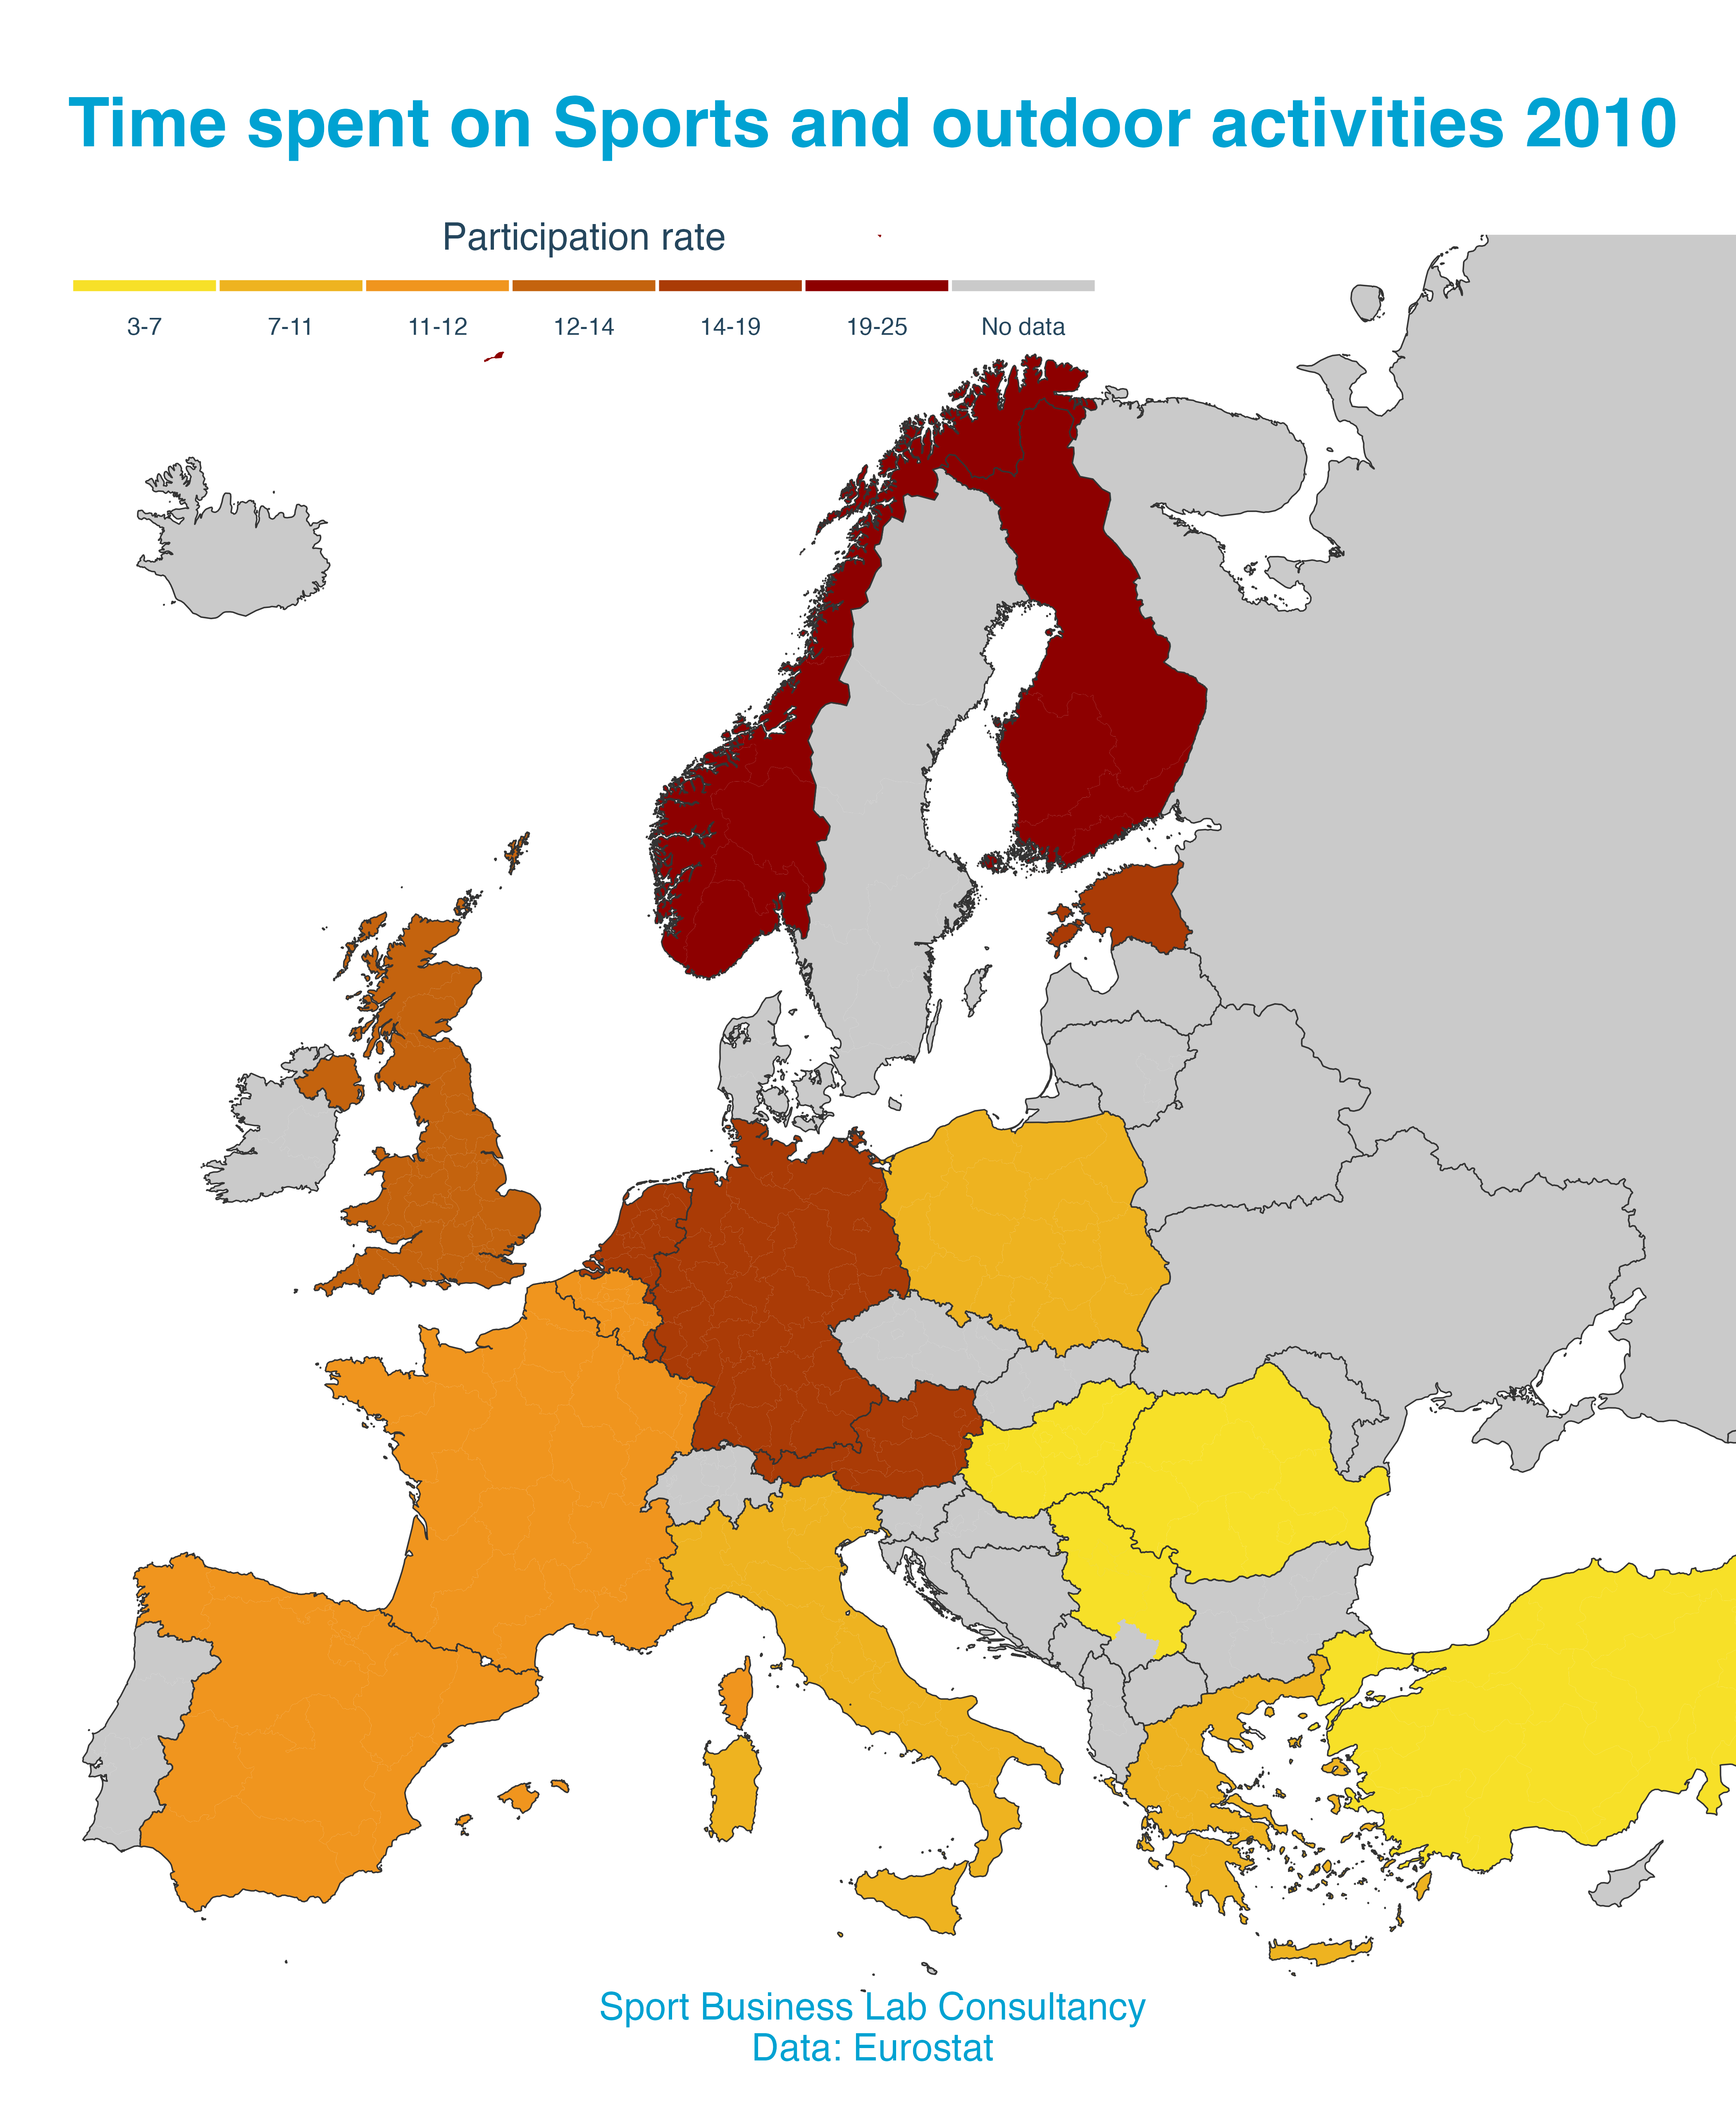 Time spent on Sports and outdoor activities 2010
Participation rate
3-7 7-11 11-12 12-14 14-19 19-25 No data
Sport Business Lab Consultancy
Data: Eurostat